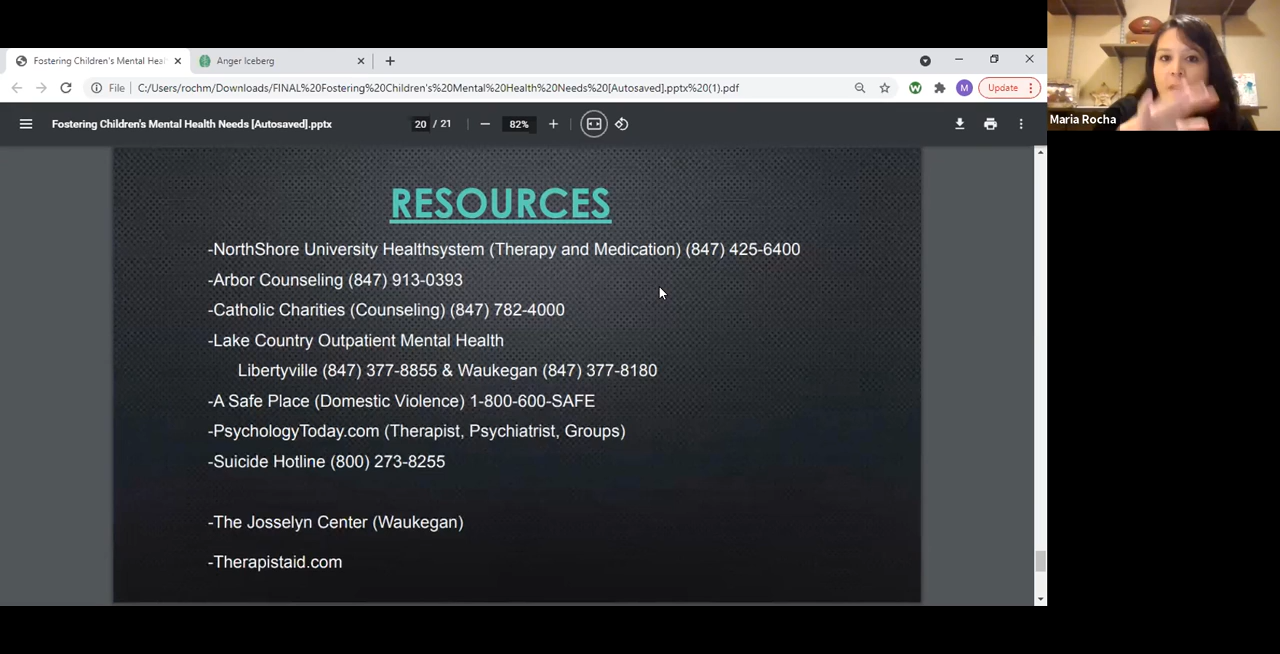 Fostering Children's Mental Hea
Anger Iceberg
File
C:/Users/rochm/Downloads/FINAL%20Fostering%20Children's%20Mental%20Health%20Needs%20[Autosaved].pptx%20(1).pdf
W
M
Update
Maria Rocha
Fostering Children's Mental Health Needs [Autosaved].pptx
20 / 21
82%
RESOURCES
-NorthShore University Healthsystem (Therapy and Medication) (847) 425-6400
-Arbor Counseling (847) 913-0393
-Catholic Charities (Counseling) (847) 782-4000
-Lake Country Outpatient Mental Health
Libertyville (847) 377-8855 & Waukegan (847) 377-8180
-A Safe Place (Domestic Violence) 1-800-600-SAFE
-PsychologyToday.com (Therapist, Psychiatrist, Groups)
-Suicide Hotline (800) 273-8255
-The Josselyn Center (Waukegan)
-Therapistaid.com